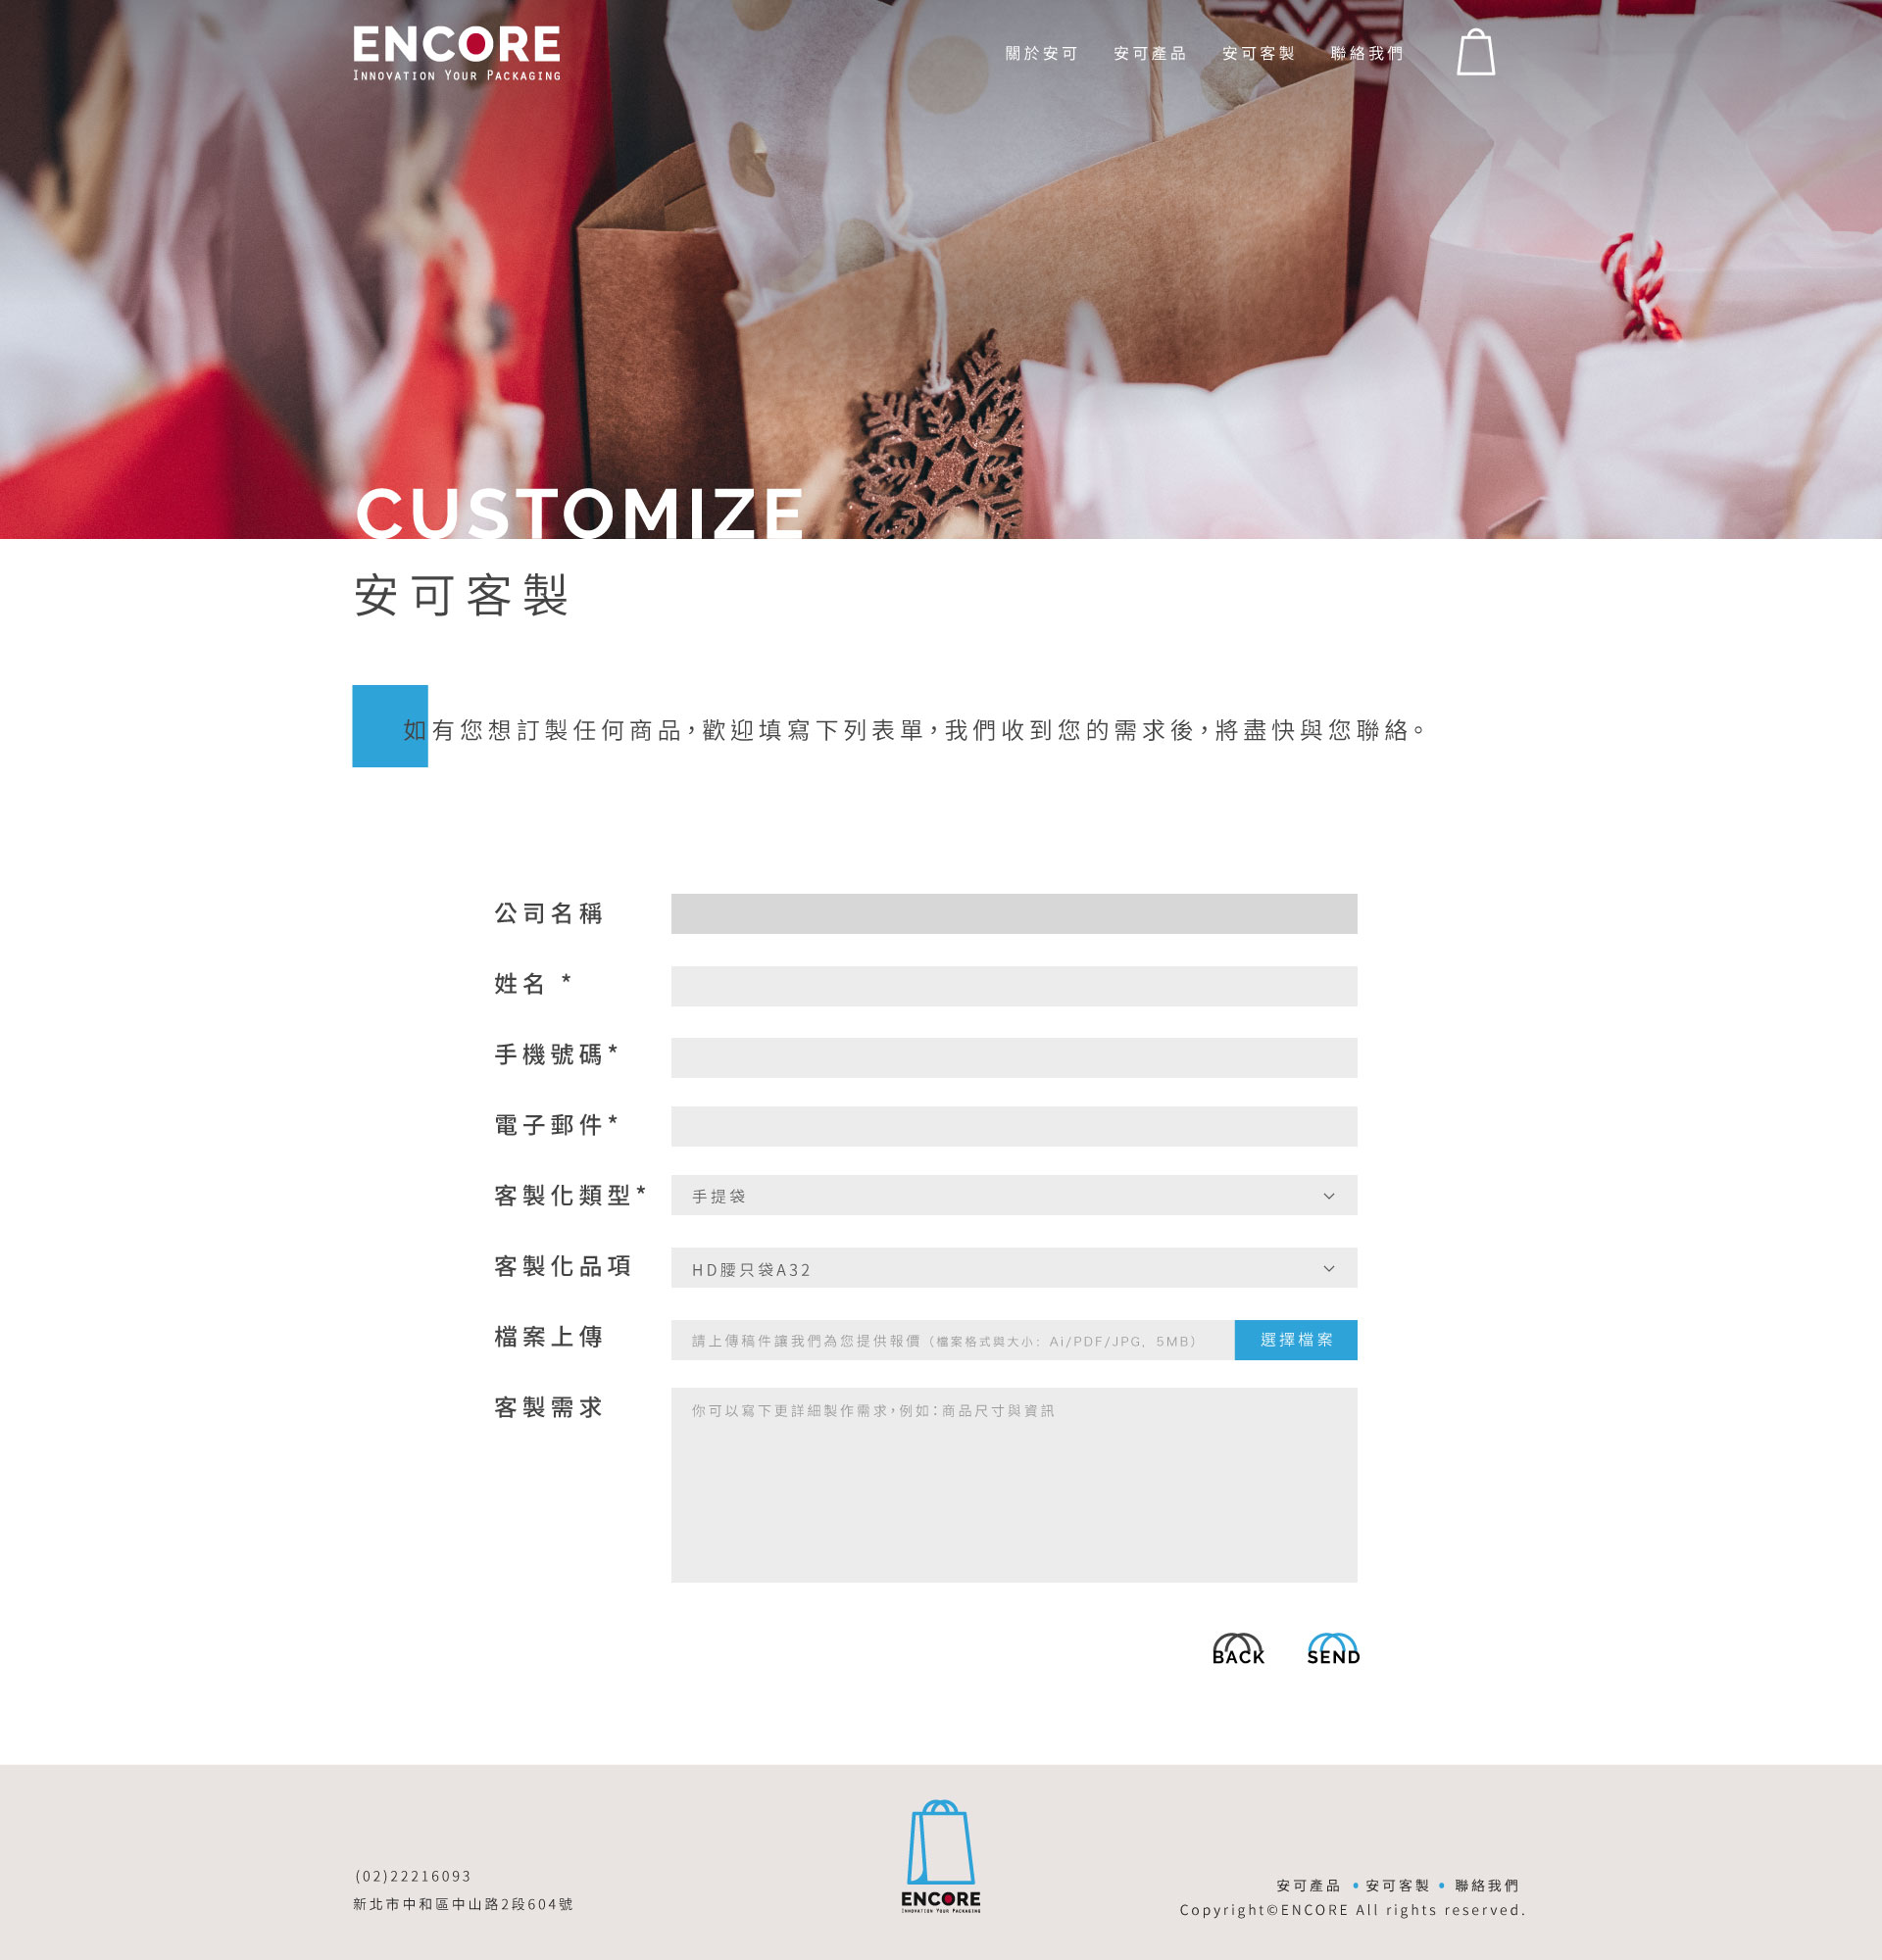 ENCORE
INNOVATION YOUR PACKAGING
關於安可 安可產品 安可客製 聯絡我們
CUSTOMIZE
安可客製
如有您想訂製任何商品，歡迎填寫下列表單，我們收到您的需求後，將盡快與您聯絡。
公司名稱
姓名 *
手機號碼*
電子郵件*
客製化類型* 手提袋
客製化品項 HD腰只袋A32
檔案上傳 請上傳稿件讓我們為您提供報價（檔案格式與大小：Ai/PDF/JPG, 5MB） 選擇檔案
客製需求 你可以寫下更詳細製作需求，例如：商品尺寸與資訊
BACK SEND
(02)22216093
新北市中和區中山路2段604號
ENCORE
INNOVATION YOUR PACKAGING
安可產品 • 安可客製 • 聯絡我們
Copyright©ENCORE All rights reserved.